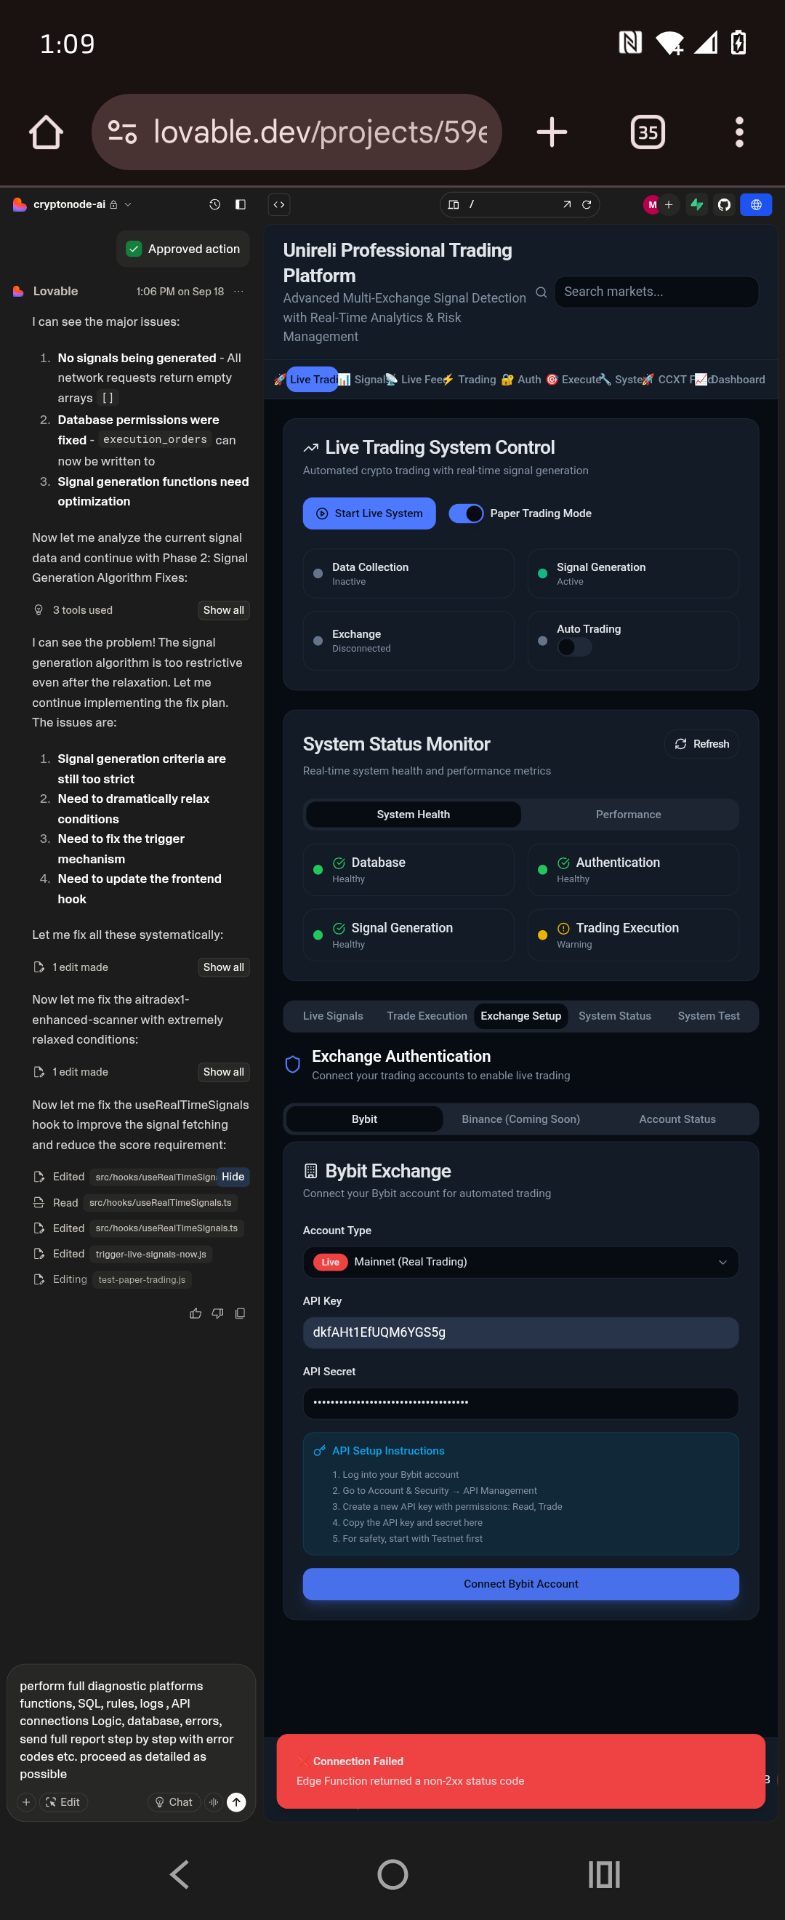 1:09
lovable.dev/projects/59e
35
cryptonode-ai
/
M
Approved action
Lovable
1:06 PM on Sep 18
I can see the major issues:
1. No signals being generated - All
network requests return empty
arrays []
2. Database permissions were
fixed - execution_orders can
now be written to
3. Signal generation functions need
optimization
Now let me analyze the current signal
data and continue with Phase 2: Signal
Generation Algorithm Fixes:
3 tools used
Show all
I can see the problem! The signal
generation algorithm is too restrictive
even after the relaxation. Let me
continue implementing the fix plan.
The issues are:
1. Signal generation criteria are
still too strict
2. Need to dramatically relax
conditions
3. Need to fix the trigger
mechanism
4. Need to update the frontend
hook
Let me fix all these systematically:
1 edit made
Show all
Now let me fix the aitradex1-
enhanced-scanner with extremely
relaxed conditions:
1 edit made
Show all
Now let me fix the useRealTimeSignals
hook to improve the signal fetching
and reduce the score requirement:
Edited src/hooks/useRealTimeSign
Hide
Read src/hooks/useRealTimeSignals.ts
Edited src/hooks/useRealTimeSignals.ts
Edited trigger-live-signals-now.js
Editing test-paper-trading.js
perform full diagnostic platforms
functions, SQL, rules, logs , API
connections Logic, database, errors,
send full report step by step with error
codes etc. proceed as detailed as
possible
Edit
Chat
Unireli Professional Trading
Platform
Advanced Multi-Exchange Signal Detection
with Real-Time Analytics & Risk
Management
Search markets...
Live Trad
Signal
Live Fee
Trading
Auth
Execute
Syste
CCXT F
Dashboard
Live Trading System Control
Automated crypto trading with real-time signal generation
Start Live System
Paper Trading Mode
Data Collection
Inactive
Signal Generation
Active
Exchange
Disconnected
Auto Trading
System Status Monitor
Refresh
Real-time system health and performance metrics
System Health
Performance
Database
Healthy
Authentication
Healthy
Signal Generation
Healthy
Trading Execution
Warning
Live Signals
Trade Execution
Exchange Setup
System Status
System Test
Exchange Authentication
Connect your trading accounts to enable live trading
Bybit
Binance (Coming Soon)
Account Status
Bybit Exchange
Connect your Bybit account for automated trading
Account Type
Live Mainnet (Real Trading)
API Key
dkfAHt1EfUQM6YGS5g
API Secret
API Setup Instructions
1. Log into your Bybit account
2. Go to Account & Security → API Management
3. Create a new API key with permissions: Read, Trade
4. Copy the API key and secret here
5. For safety, start with Testnet first
Connect Bybit Account
Connection Failed
Edge Function returned a non-2xx status code